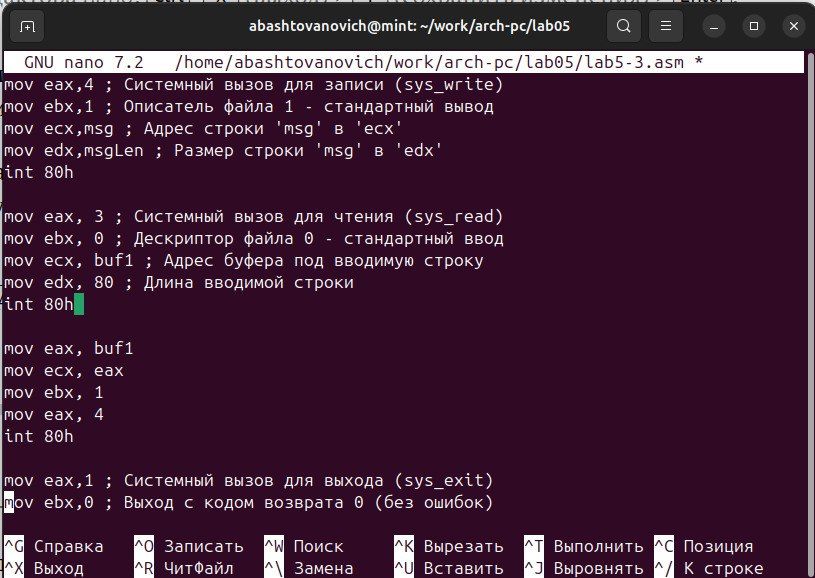 abashtovanovich@mint: ~/work/arch-pc/lab05
GNU nano 7.2 /home/abashtovanovich/work/arch-pc/lab05/lab5-3.asm *
mov eax,4 ; Системный вызов для записи (sys_write)
mov ebx,1 ; Описатель файла 1 - стандартный вывод
mov ecx,msg ; Адрес строки 'msg' в 'ecx'
mov edx,msgLen ; Размер строки 'msg' в 'edx'
int 80h
mov eax, 3 ; Системный вызов для чтения (sys_read)
mov ebx, 0 ; Дескриптор файла 0 - стандартный ввод
mov ecx, buf1 ; Адрес буфера под вводимую строку
mov edx, 80 ; Длина вводимой строки
int 80h
mov eax, buf1
mov ecx, eax
mov ebx, 1
mov eax, 4
int 80h
mov eax,1 ; Системный вызов для выхода (sys_exit)
mov ebx,0 ; Выход с кодом возврата 0 (без ошибок)
^G Справка ^O Записать ^W Поиск ^K Вырезать ^T Выполнить ^C Позиция
^X Выход ^R ЧитФайл ^\ Замена ^U Вставить ^J Выровнять ^/ К строке